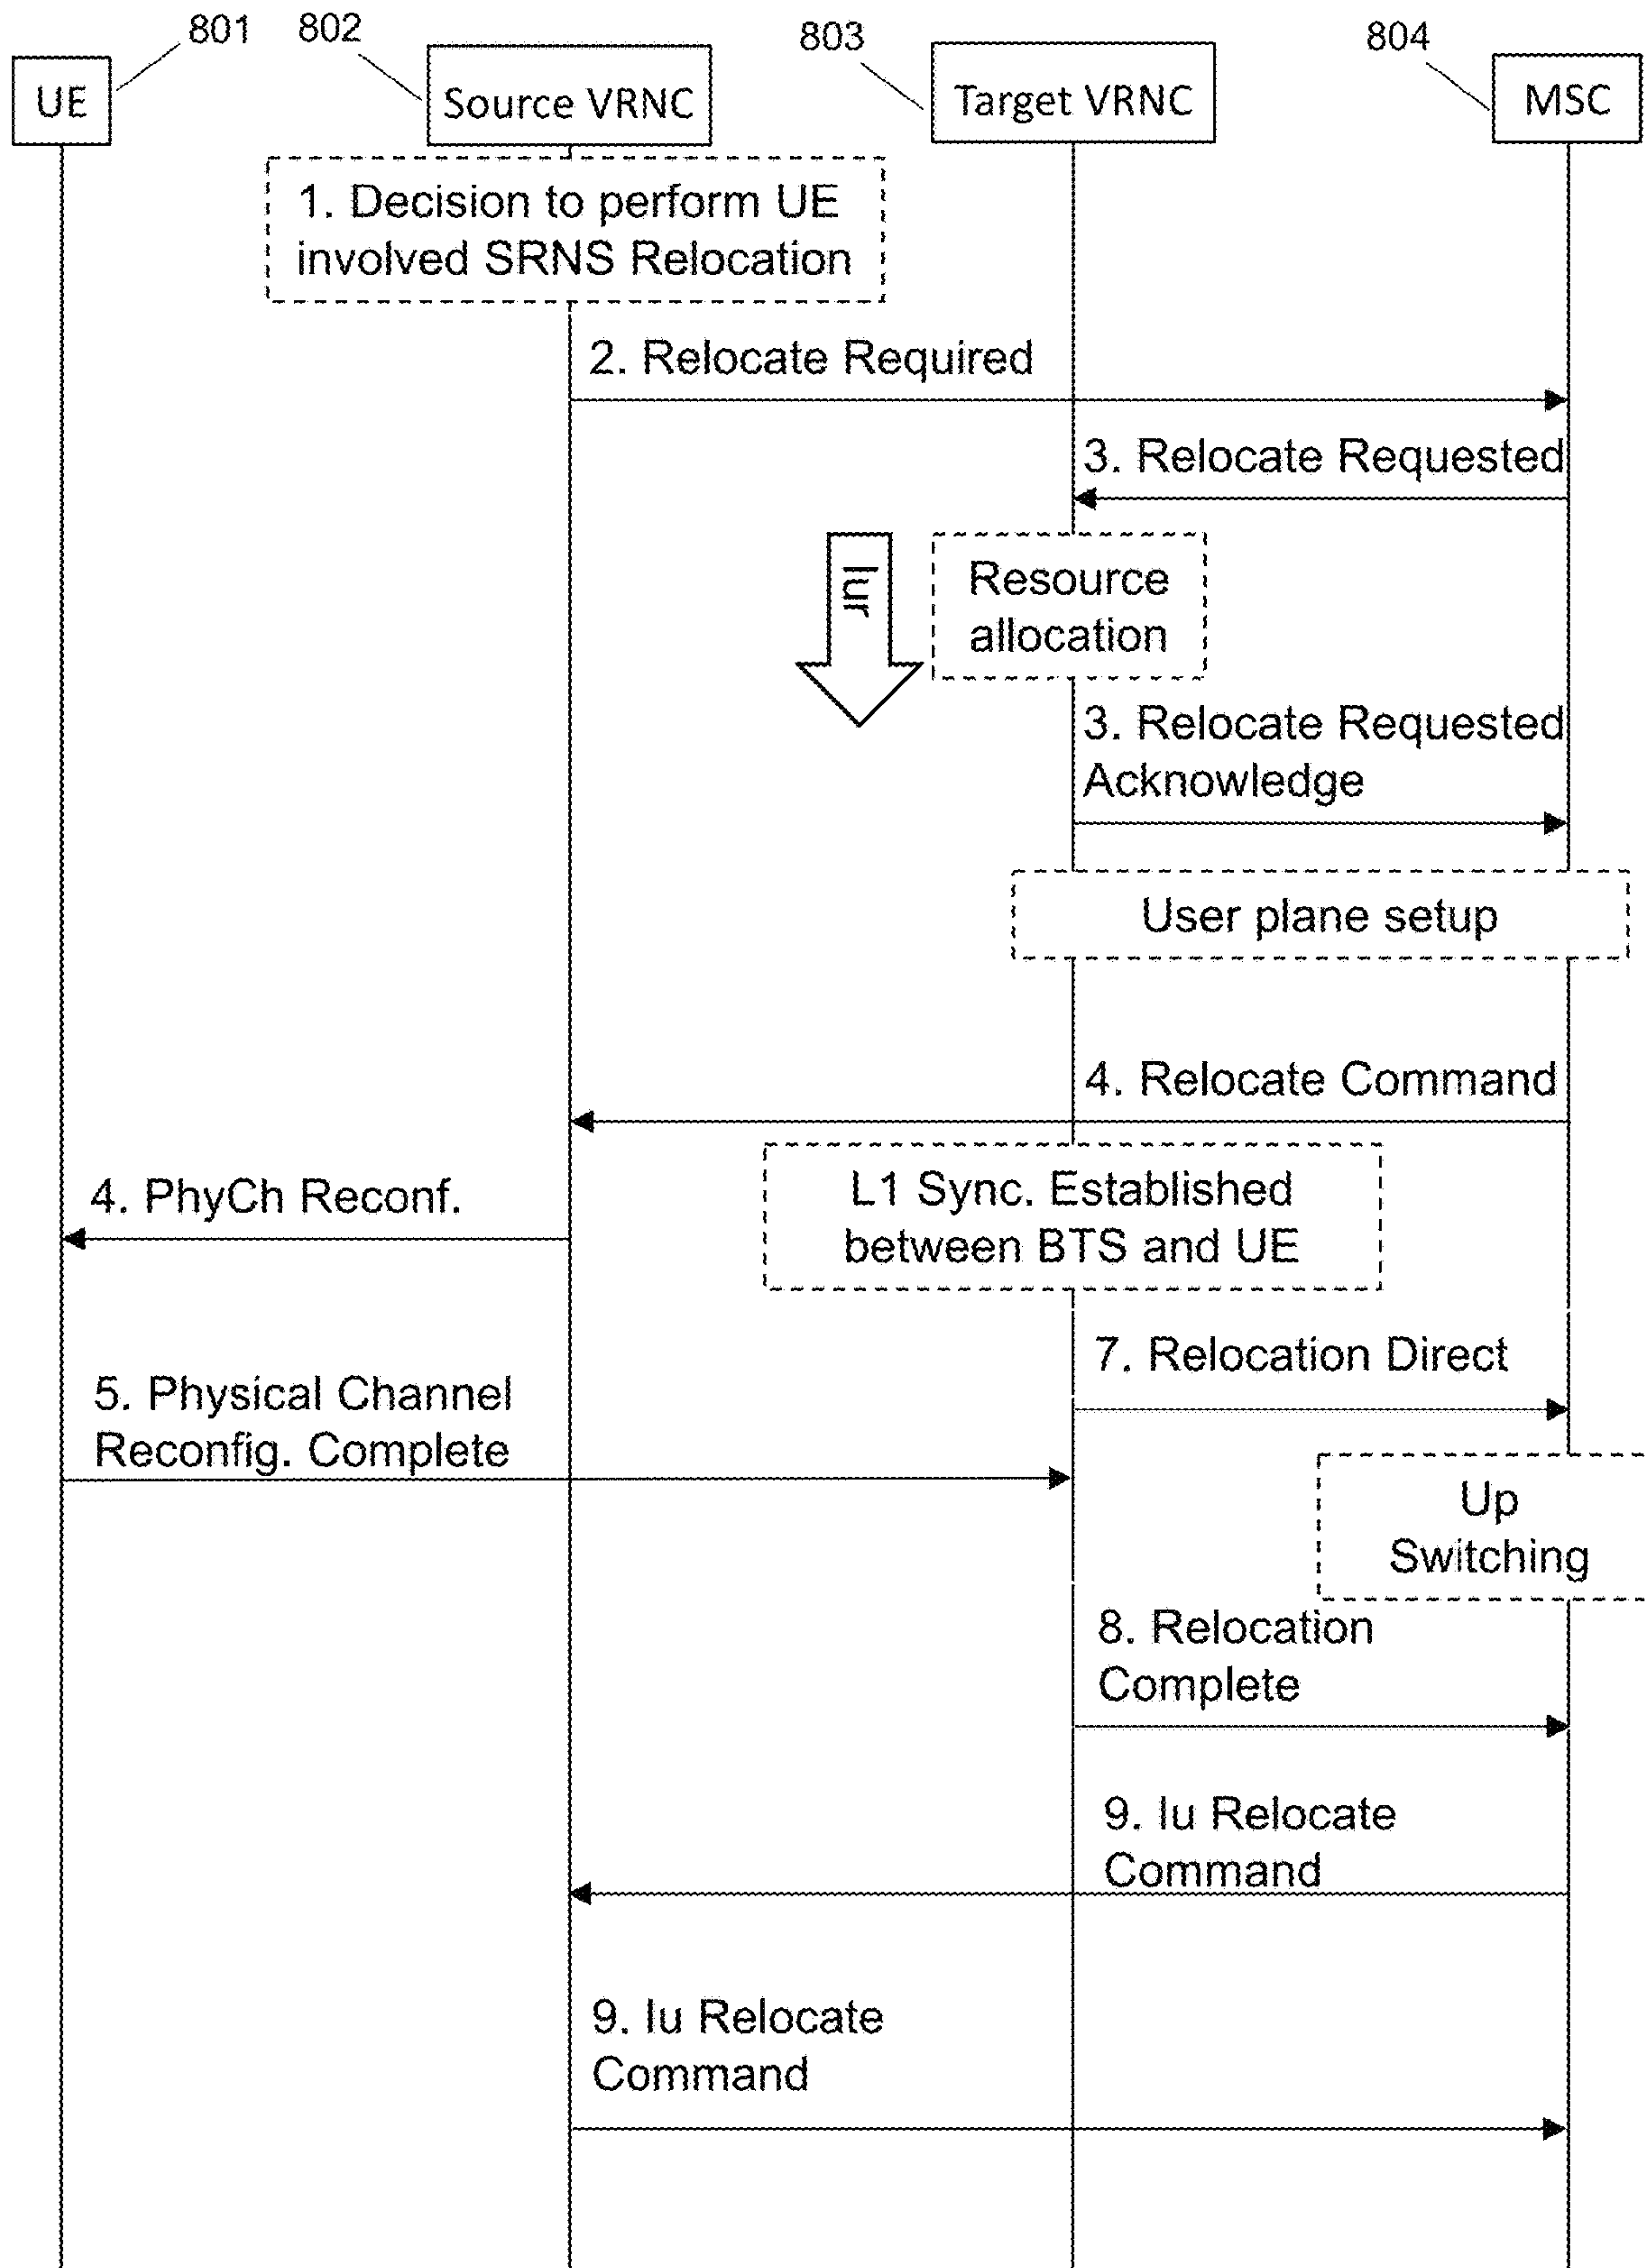 801
802
803
804
UE
Source VRNC
Target VRNC
MSC
1. Decision to perform UE
involved SRNS Relocation
2. Relocate Required
3. Relocate Requested
Iur
Resource
allocation
3. Relocate Requested
Acknowledge
User plane setup
4. Relocate Command
4. PhyCh Reconf.
L1 Sync. Established
between BTS and UE
7. Relocation Direct
5. Physical Channel
Reconfig. Complete
Up
Switching
8. Relocation
Complete
9. Iu Relocate
Command
9. Iu Relocate
Command